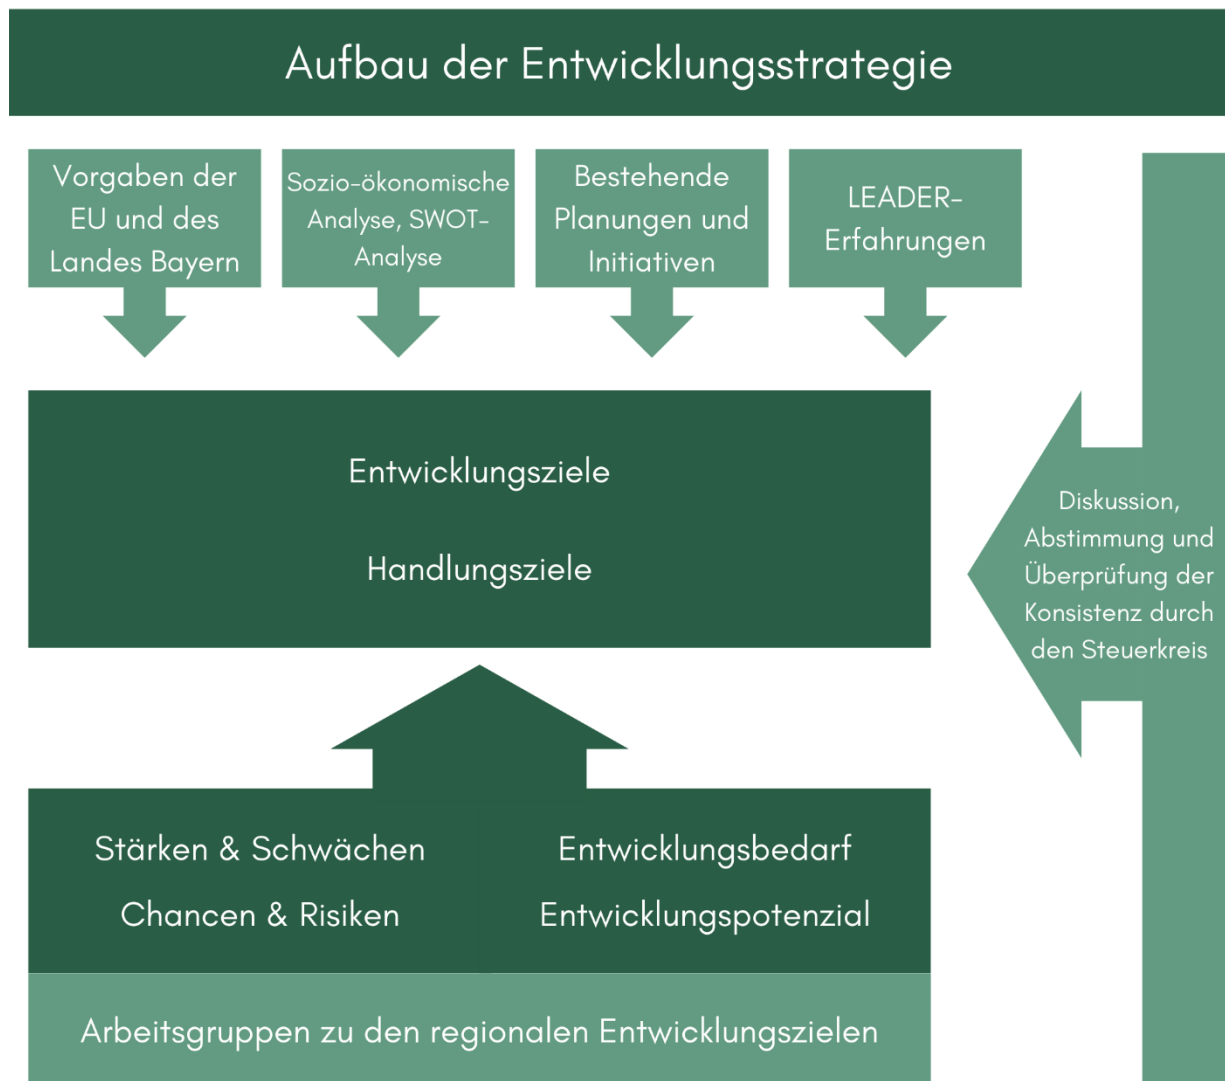 Aufbau der Entwicklungsstrategie
Vorgaben der
EU und des
Landes Bayern
Sozio-ökonomische
Analyse, SWOT-
Analyse
Bestehende
Planungen und
Initiativen
LEADER-
Erfahrungen
Entwicklungsziele
Handlungsziele
Diskussion,
Abstimmung und
Überprüfung der
Konsistenz durch
den Steuerkreis
Stärken & Schwächen
Chancen & Risiken
Entwicklungsbedarf
Entwicklungspotenzial
Arbeitsgruppen zu den regionalen Entwicklungszielen